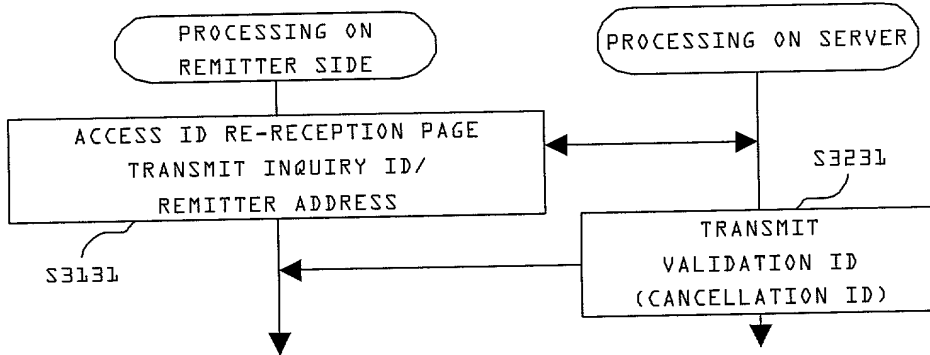 PROCESSING ON
REMITTER SIDE
PROCESSING ON SERVER
ACCESS ID RE-RECEPTION PAGE
TRANSMIT INQUIRY ID/
REMITTER ADDRESS
S3131
S3231
TRANSMIT
VALIDATION ID
(CANCELLATION ID)